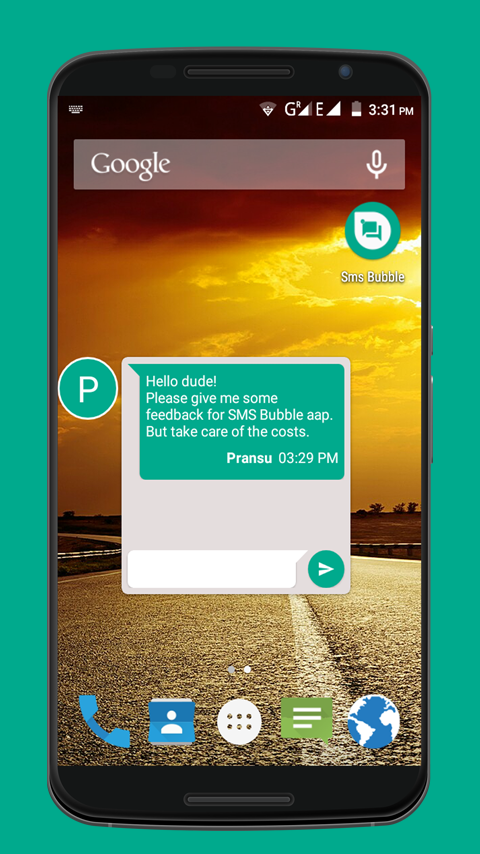 GR E 3:31 PM
Google
Sms Bubble
P
Hello dude!
Please give me some
feedback for SMS Bubble aap.
But take care of the costs.
Pransu 03:29 PM